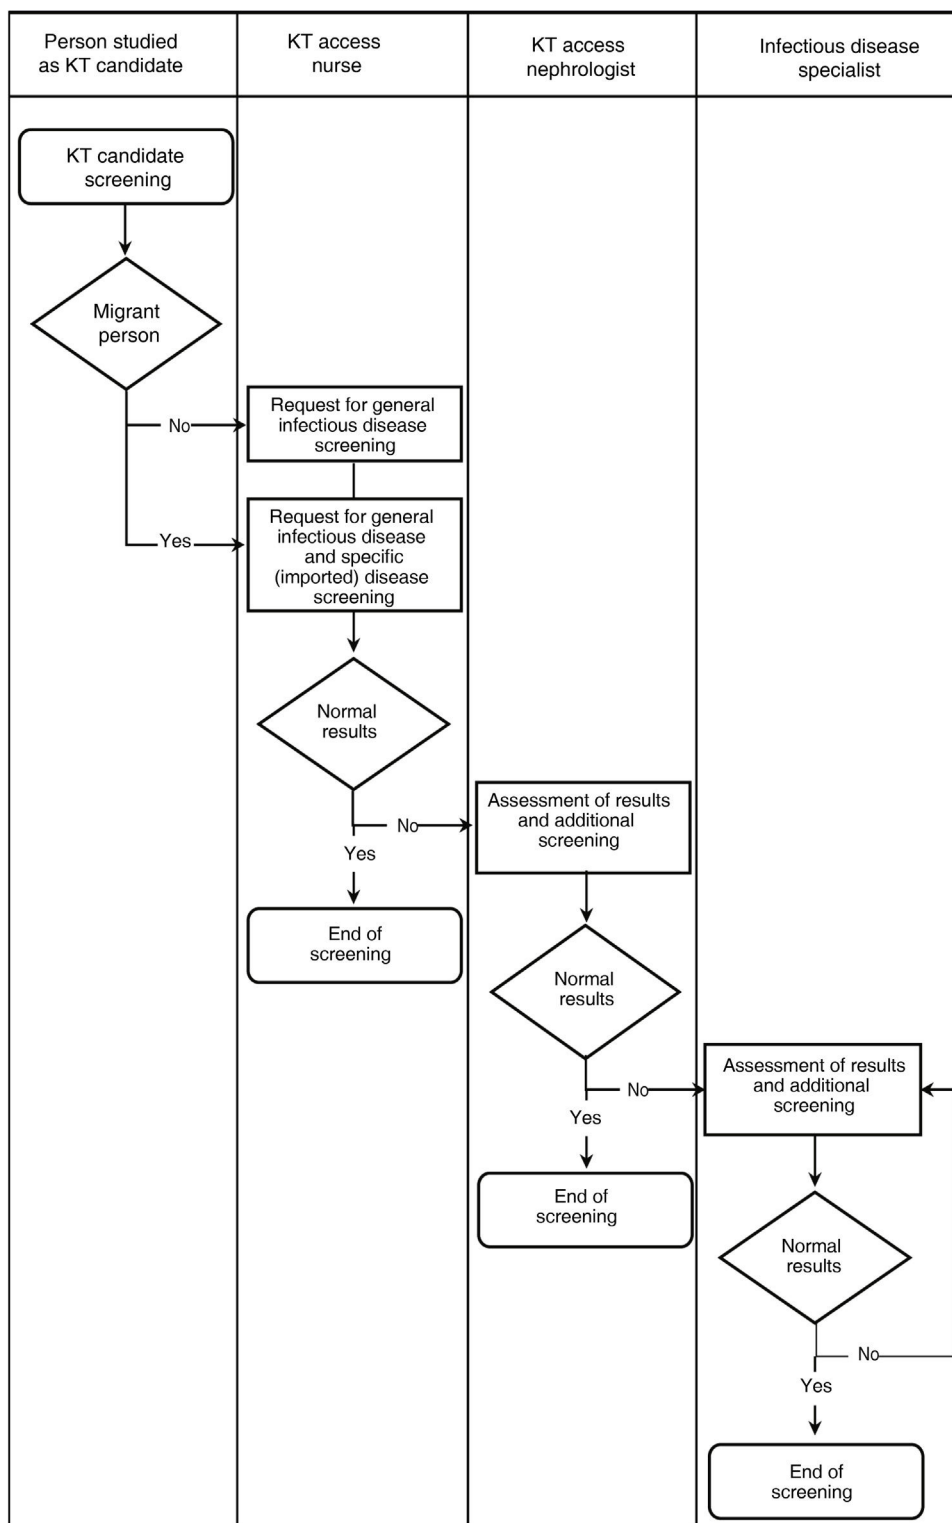 Person studied
as KT candidate
KT access
nurse
KT access
nephrologist
Infectious disease
specialist
KT candidate
screening
Migrant
person
No
Request for general
infectious disease
screening
Yes
Request for general
infectious disease
and specific
(imported) disease
screening
Normal
results
No
Yes
Assessment of results
and additional
screening
End of
screening
Normal
results
No
Yes
Assessment of results
and additional
screening
End of
screening
Normal
results
No
Yes
End of
screening